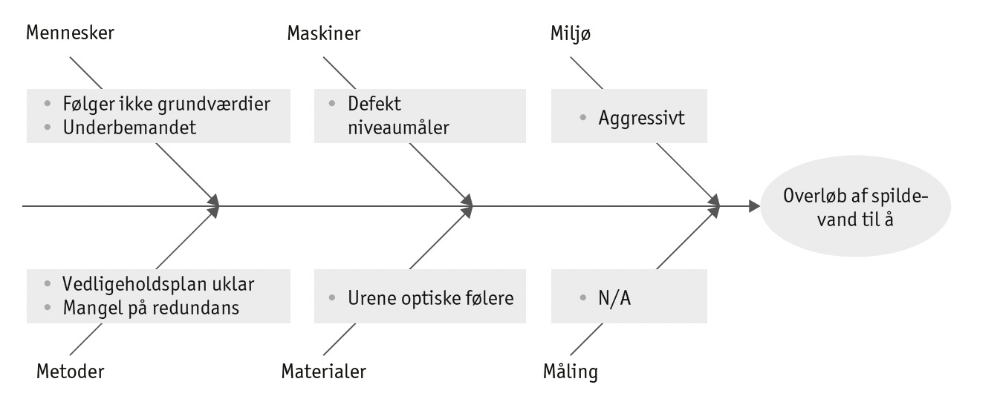 Mennesker
Maskiner
Miljø
• Følger ikke grundværdier
• Underbemandet
• Defekt
niveaumåler
• Aggressivt
Overløb af spilde-
vand til å
• Vedligeholdsplan uklar
• Mangel på redundans
• Urene optiske følere
• N/A
Metoder
Materialer
Måling